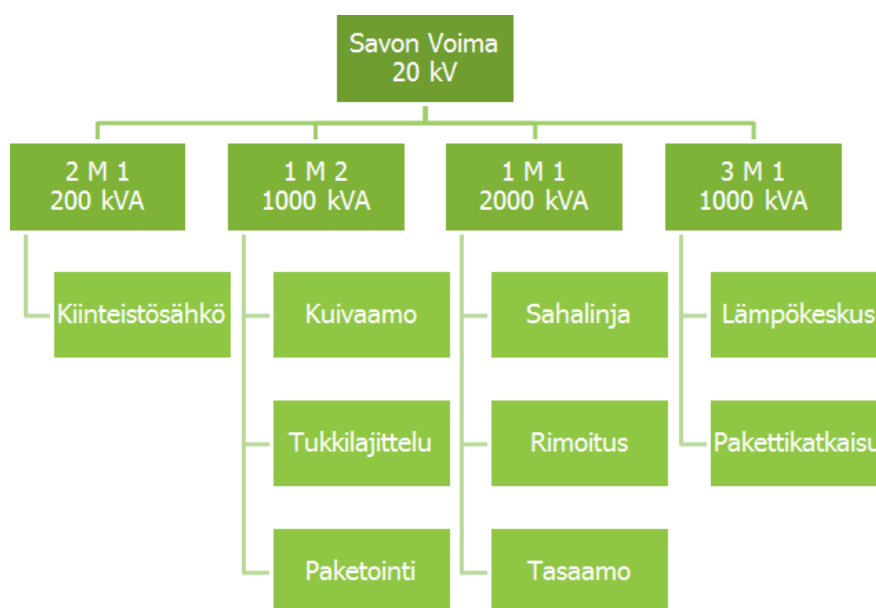 Savon Voima
20 kV
2 M 1
200 kVA
1 M 2
1000 kVA
1 M 1
2000 kVA
3 M 1
1000 kVA
Kiinteistösähkö
Kuivaamo
Sahalinja
Lämpökeskus
Tukkilajittelu
Rimoitus
Pakettikatkaisu
Paketointi
Tasaamo